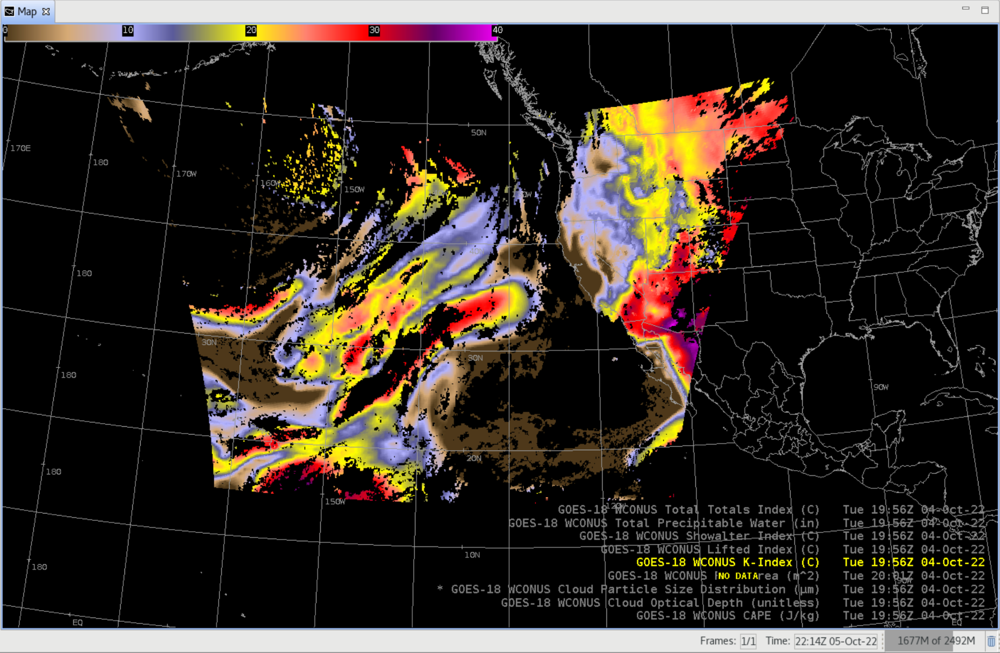 Map
0 10 20 30 40
50N
170E
180
170W
160W
150W
40N
180
30N
30N
180
90W
20N
180
150W
120W
GOES-18 WCONUS Total Totals Index (C) Tue 19:56Z 04-Oct-22
GOES-18 WCONUS Total Precipitable Water (in) Tue 19:56Z 04-Oct-22
GOES-18 WCONUS Showalter Index (C) Tue 19:56Z 04-Oct-22
GOES-18 WCONUS Lifted Index (C) Tue 19:56Z 04-Oct-22
10N
GOES-18 WCONUS K-Index (C) Tue 19:56Z 04-Oct-22
180
GOES-18 WCONUS NO DATA rea (m^2) Tue 20:01Z 04-Oct-22
90W
* GOES-18 WCONUS Cloud Particle Size Distribution (µm) Tue 19:56Z 04-Oct-22
GOES-18 WCONUS Cloud Optical Depth (unitless) Tue 19:56Z 04-Oct-22
GOES-18 WCONUS CAPE (J/kg) Tue 19:56Z 04-Oct-22
EQ
EQ
Frames: 1/1 Time: 22:14Z 05-Oct-22 1677M of 2492M